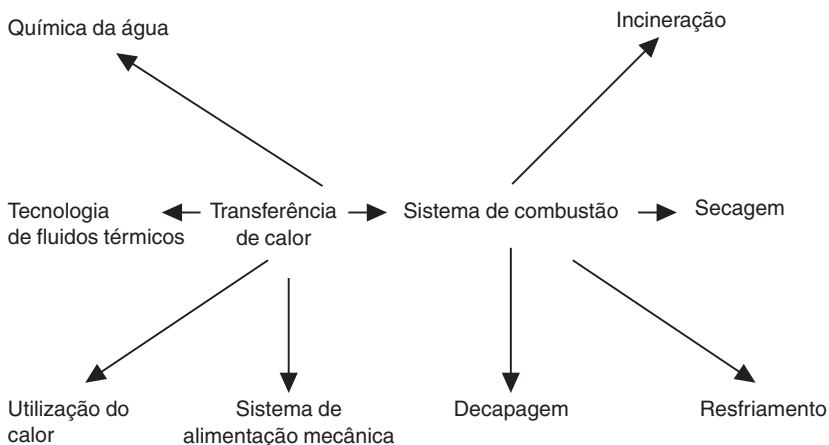 Química da água
Incineração
Tecnologia
de fluidos térmicos
Transferência
de calor
Sistema de combustão
Secagem
Utilização do
calor
Sistema de
alimentação mecânica
Decapagem
Resfriamento